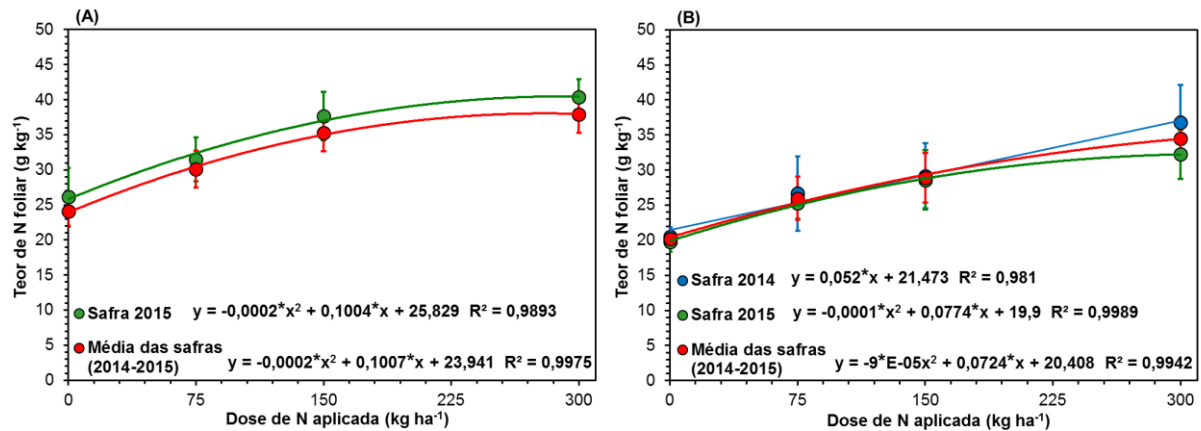 (A)
Teor de N foliar (g kg⁻¹)
50
45
40
35
30
25
20
15
10
5
0
Safra 2015 y = -0,0002*x² + 0,1004*x + 25,829 R² = 0,9893
Média das safras
(2014-2015) y = -0,0002*x² + 0,1007*x + 23,941 R² = 0,9975
0 75 150 225 300
Dose de N aplicada (kg ha⁻¹)
(B)
Teor de N foliar (g kg⁻¹)
50
45
40
35
30
25
20
15
10
5
0
Safra 2014 y = 0,052*x + 21,473 R² = 0,981
Safra 2015 y = -0,0001*x² + 0,0774*x + 19,9 R² = 0,9989
Média das safras
(2014-2015) y = -9*E-05x² + 0,0724*x + 20,408 R² = 0,9942
0 75 150 225 300
Dose de N aplicada (kg ha⁻¹)